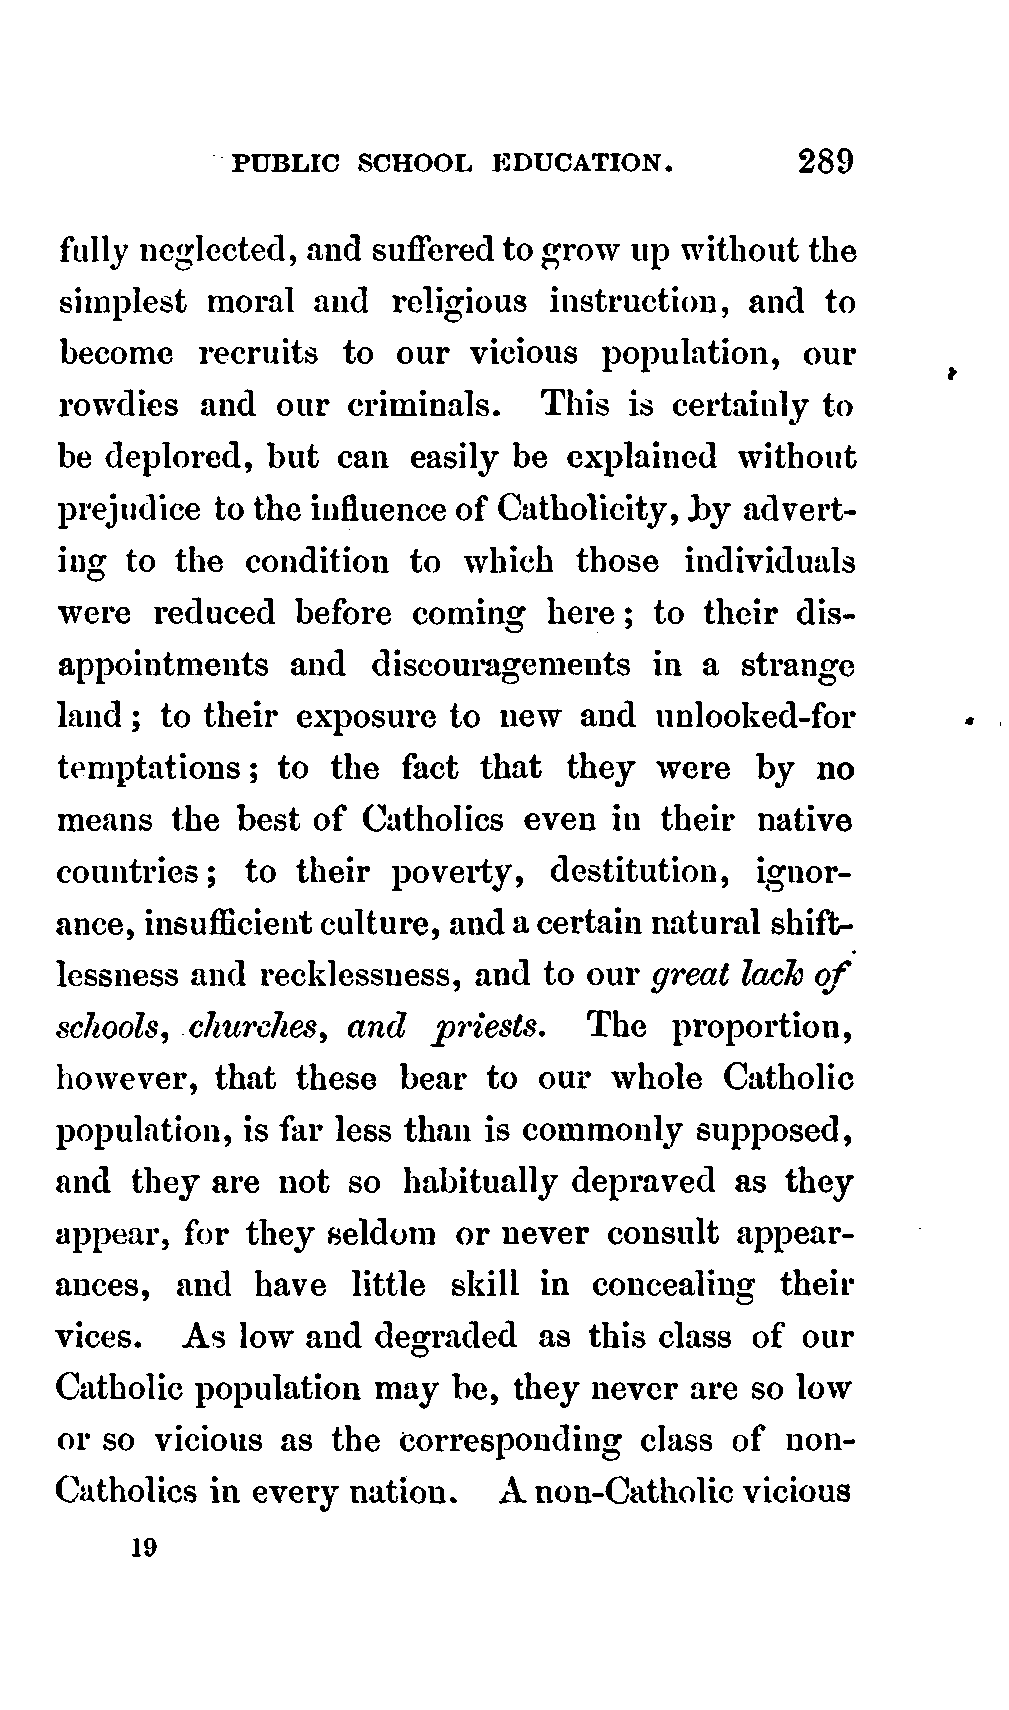 PUBLIC SCHOOL EDUCATION. 289
fully neglected, and suffered to grow up without the
simplest moral and religious instruction, and to
become recruits to our vicious population, our
rowdies and our criminals. This is certainly to
be deplored, but can easily be explained without
prejudice to the influence of Catholicity, by advert-
ing to the condition to which those individuals
were reduced before coming here; to their dis-
appointments and discouragements in a strange
land; to their exposure to new and unlooked-for
temptations; to the fact that they were by no
means the best of Catholics even in their native
countries; to their poverty, destitution, ignor-
ance, insufficient culture, and a certain natural shift-
lessness and recklessness, and to our great lack of
schools, churches, and priests. The proportion,
however, that these bear to our whole Catholic
population, is far less than is commonly supposed,
and they are not so habitually depraved as they
appear, for they seldom or never consult appear-
ances, and have little skill in concealing their
vices. As low and degraded as this class of our
Catholic population may be, they never are so low
or so vicious as the corresponding class of non-
Catholics in every nation. A non-Catholic vicious
19